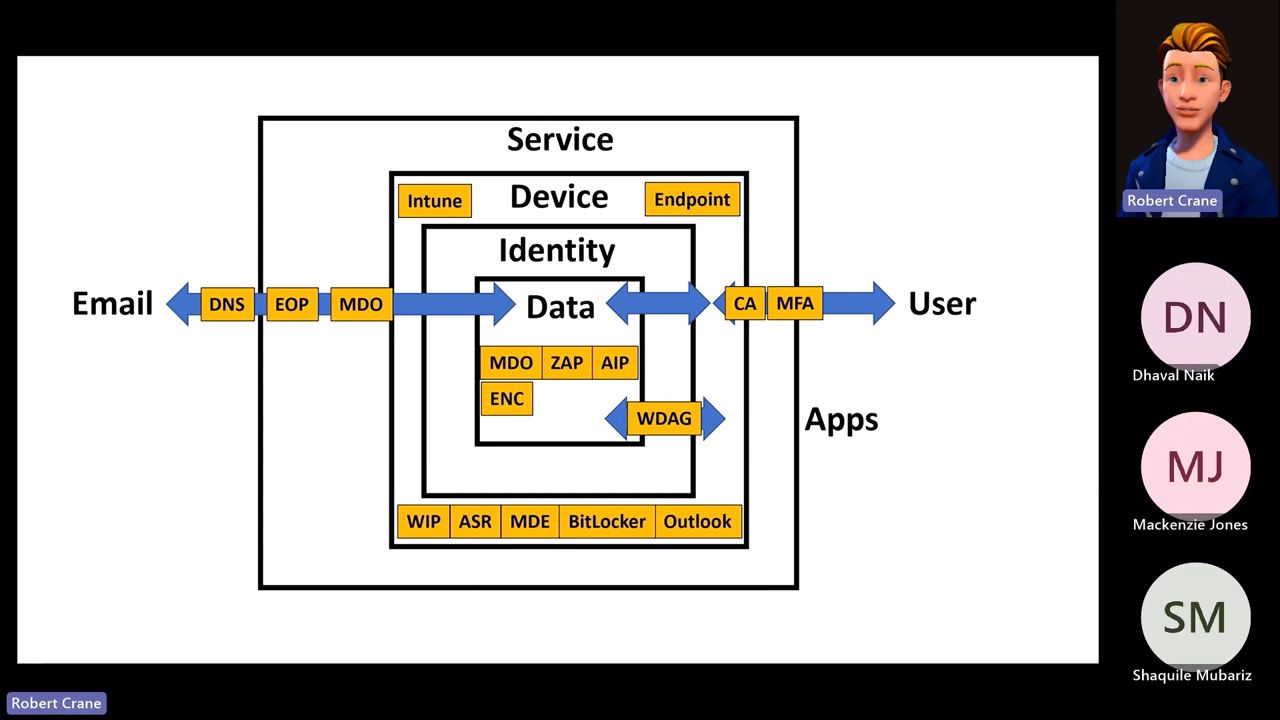 Service
Intune
Device
Endpoint
Identity
Email
DNS
EOP
MDO
Data
CA
MFA
User
MDO
ZAP
AIP
ENC
WDAG
Apps
WIP
ASR
MDE
BitLocker
Outlook
Robert Crane
DN
Dhaval Naik
MJ
Mackenzie Jones
SM
Shaquile Mubariz
Robert Crane